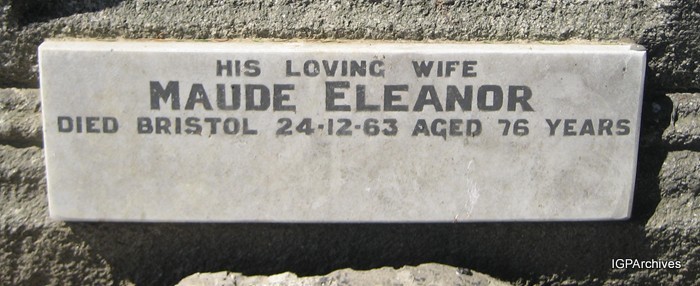 HIS LOVING WIFE
MAUDE ELEANOR
DIED BRISTOL 24-12-63 AGED 76 YEARS
IGPArchives